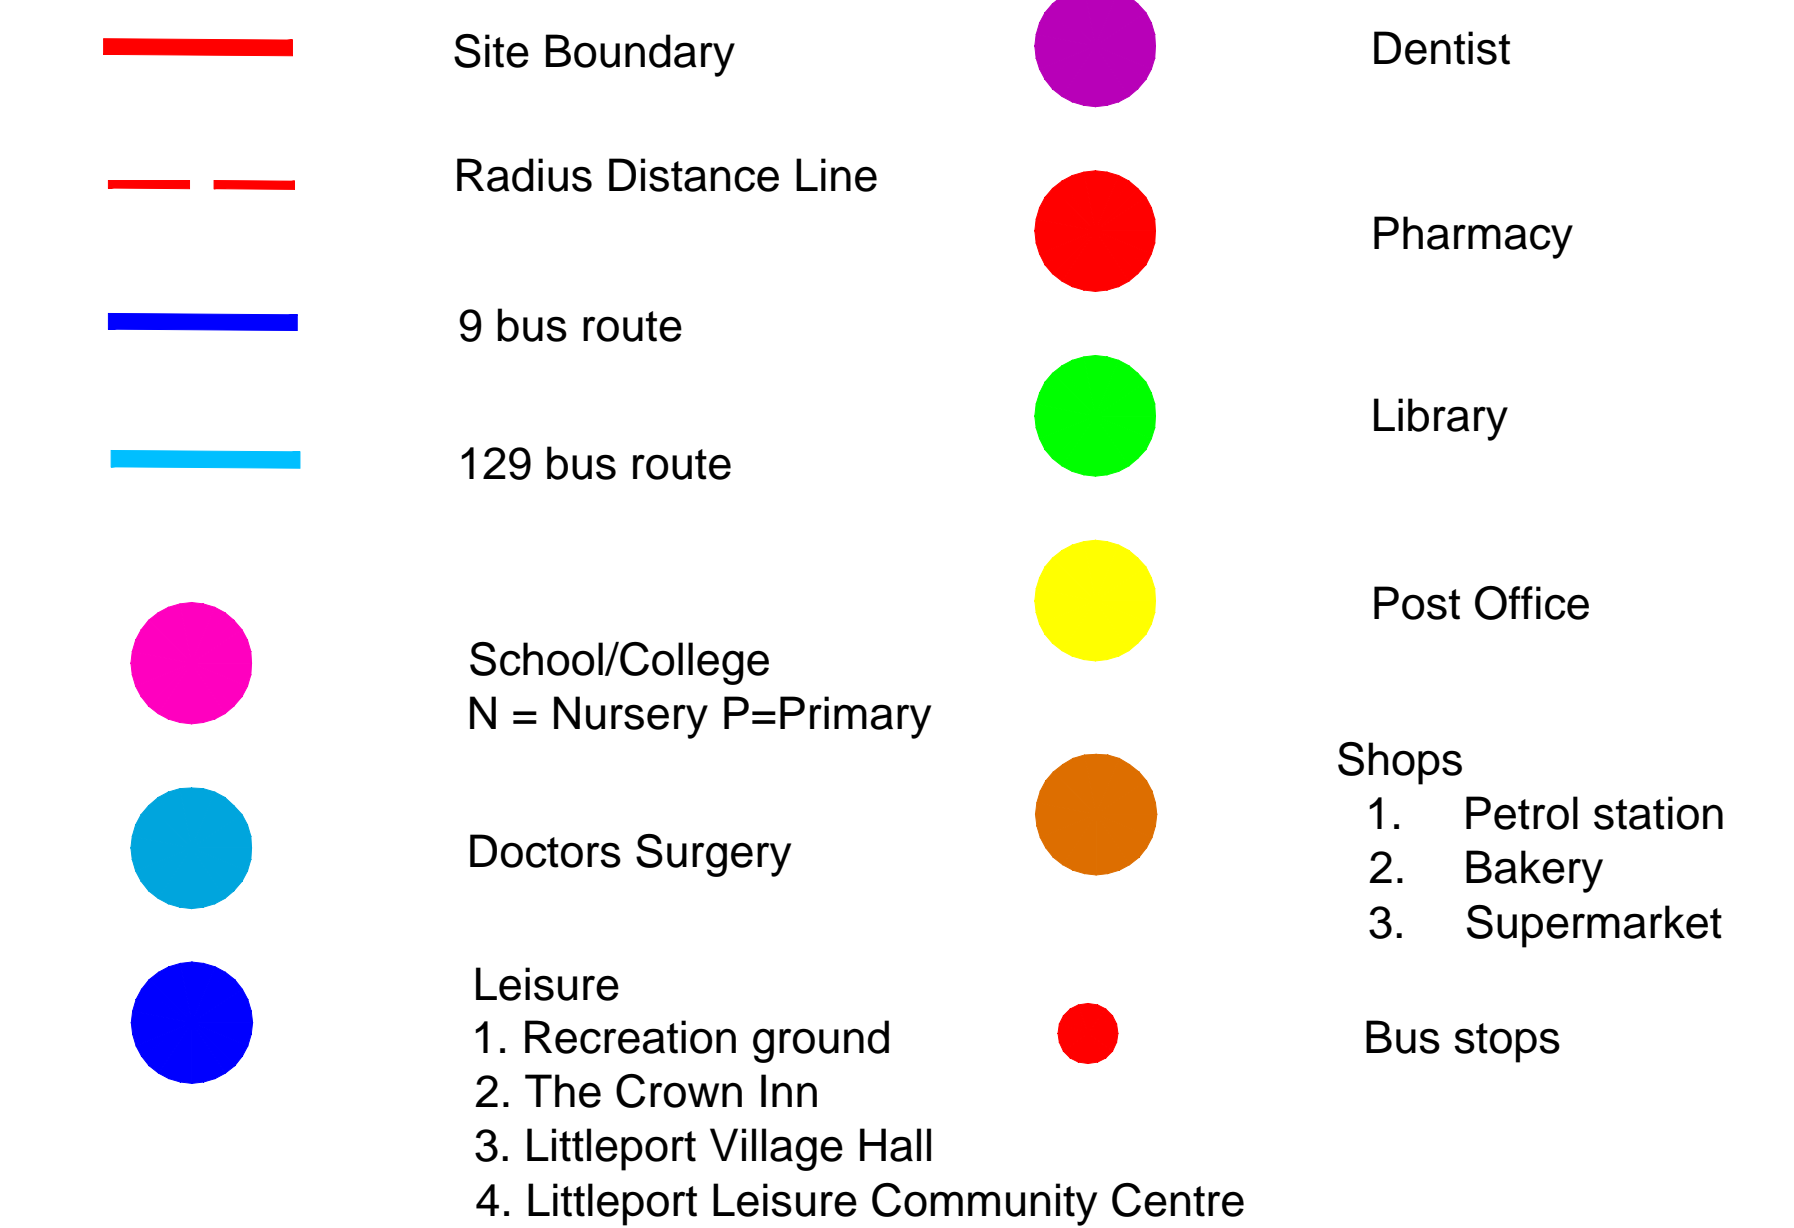 Site Boundary
Radius Distance Line
9 bus route
129 bus route
School/College
N = Nursery P=Primary
Doctors Surgery
Leisure
1. Recreation ground
2. The Crown Inn
3. Littleport Village Hall
4. Littleport Leisure Community Centre
Dentist
Pharmacy
Library
Post Office
Shops
1. Petrol station
2. Bakery
3. Supermarket
Bus stops